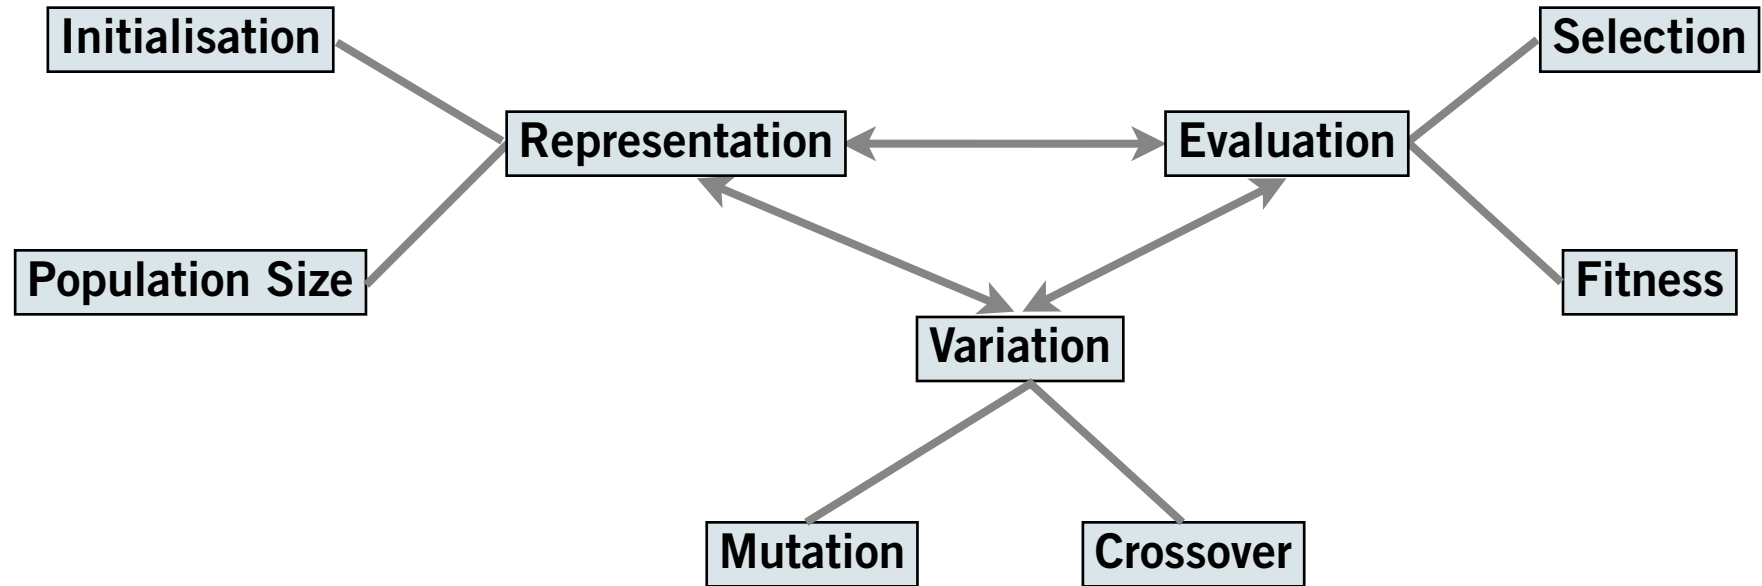 Initialisation
Selection
Representation
Evaluation
Population Size
Fitness
Variation
Mutation
Crossover